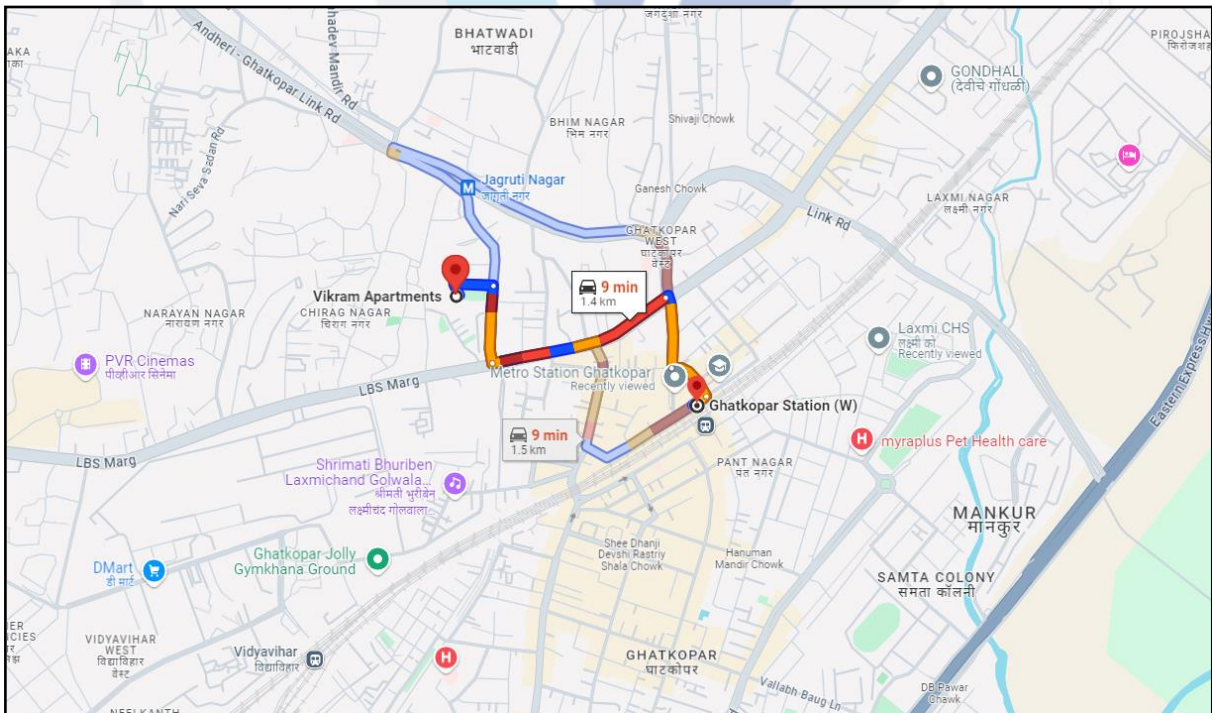 जगदुशा नगर
BHATWADI
भाटवाडी
AKA
का
Andheri - Ghatkopar Link Rd
ahadev Mandir Rd
PIROJSHA
फिरोजशह
GONDHALI
(देवीचे गोंधळी)
BHIM NAGAR
भिम नगर
Shivaji Chowk
Nari Seva Sadan Rd
Jagruti Nagar
जागृती नगर
Ganesh Chowk
LAXMI NAGAR
लक्ष्मी नगर
Link Rd
GHATKOPAR
WEST
घाटकोपर
वेस्ट
9 min
1.4 km
Vikram Apartments
NARAYAN NAGAR
नारायण नगर
CHIRAG NAGAR
चिराग नगर
Laxmi CHS
लक्ष्मी को
Recently viewed
PVR Cinemas
पीव्हीआर सिनेमा
LBS Marg
Metro Station Ghatkopar
Recently viewed
Ghatkopar Station (W)
Eastern Express Hw
9 min
1.5 km
myraplus Pet Health care
LBS Marg
Shrimati Bhuriben
Laxmichand Golwala...
श्रीमती भुरीबेन
लक्ष्मीचंद गोलवाला...
PANT NAGAR
पंत नगर
MANKUR
मानकुर
Ghatkopar Jolly
Gymkhana Ground
Shee Dhanji
Devshi Rastriy
Shala Chowk
Hanuman
Mandir Chowk
DMart
डी मार्ट
SAMTA COLONY
समता कॉलनी
VIDYAVIHAR
WEST
विद्याविहार
वेस्ट
Vidyavihar
विद्याविहार
GHATKOPAR
घाटकोपर
Vallabh Baug Ln
DB Pawar
Chawk
NEELKANTH